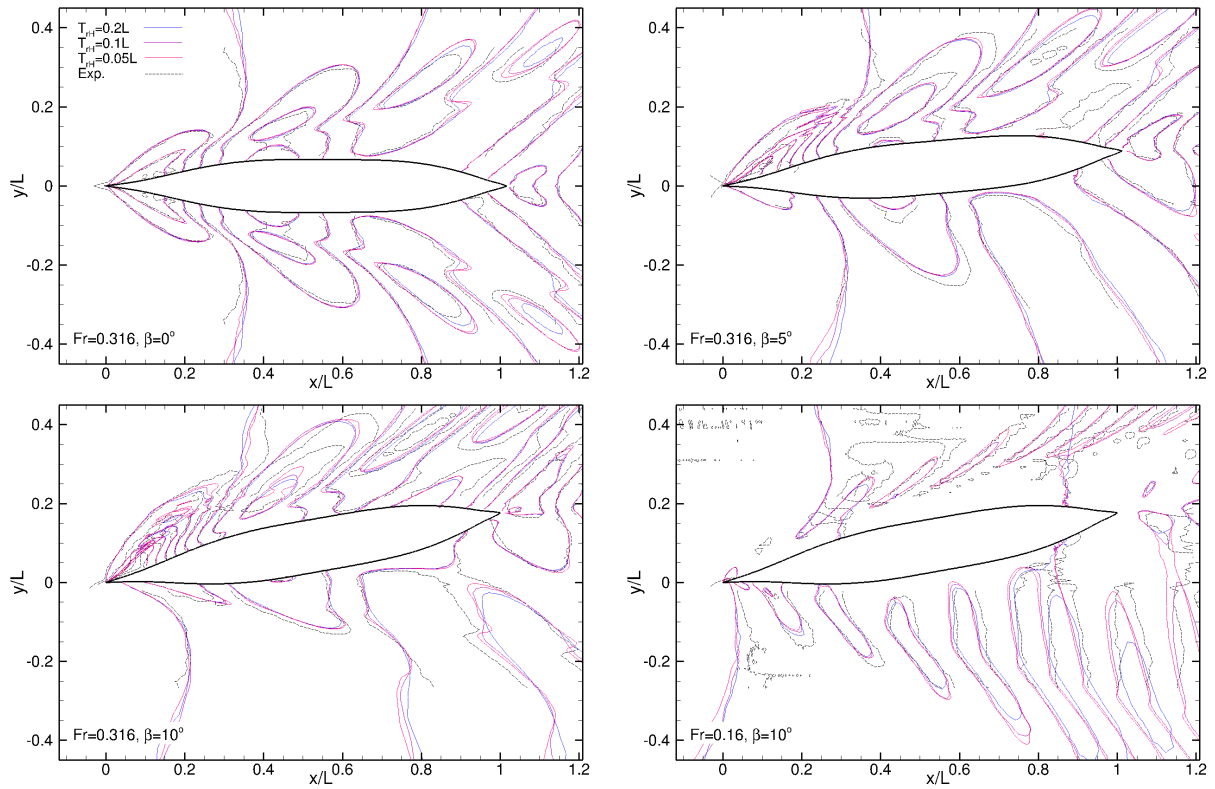 0.4
0.2
0
-0.2
-0.4
y/L
T_rH=0.2L
T_rH=0.1L
T_rH=0.05L
Exp.
Fr=0.316, β=0°
0 0.2 0.4 0.6 0.8 1 1.2
x/L
0.4
0.2
0
-0.2
-0.4
y/L
Fr=0.316, β=5°
0 0.2 0.4 0.6 0.8 1 1.2
x/L
0.4
0.2
0
-0.2
-0.4
y/L
Fr=0.316, β=10°
0 0.2 0.4 0.6 0.8 1 1.2
x/L
0.4
0.2
0
-0.2
-0.4
y/L
Fr=0.16, β=10°
0 0.2 0.4 0.6 0.8 1 1.2
x/L